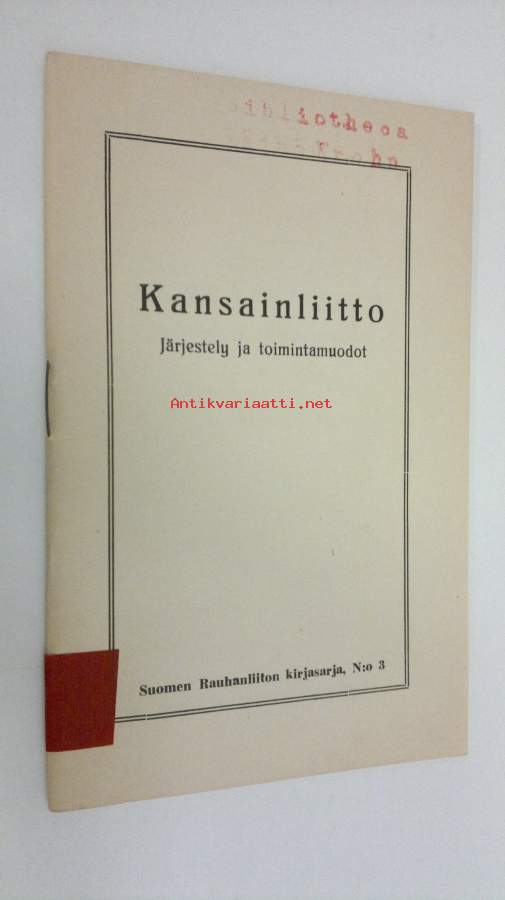 Bibliotheca
Kansainliitto
Järjestely ja toimintamuodot
Antikvariaatti.net
Suomen Rauhanliiton kirjasarja, N:o 3